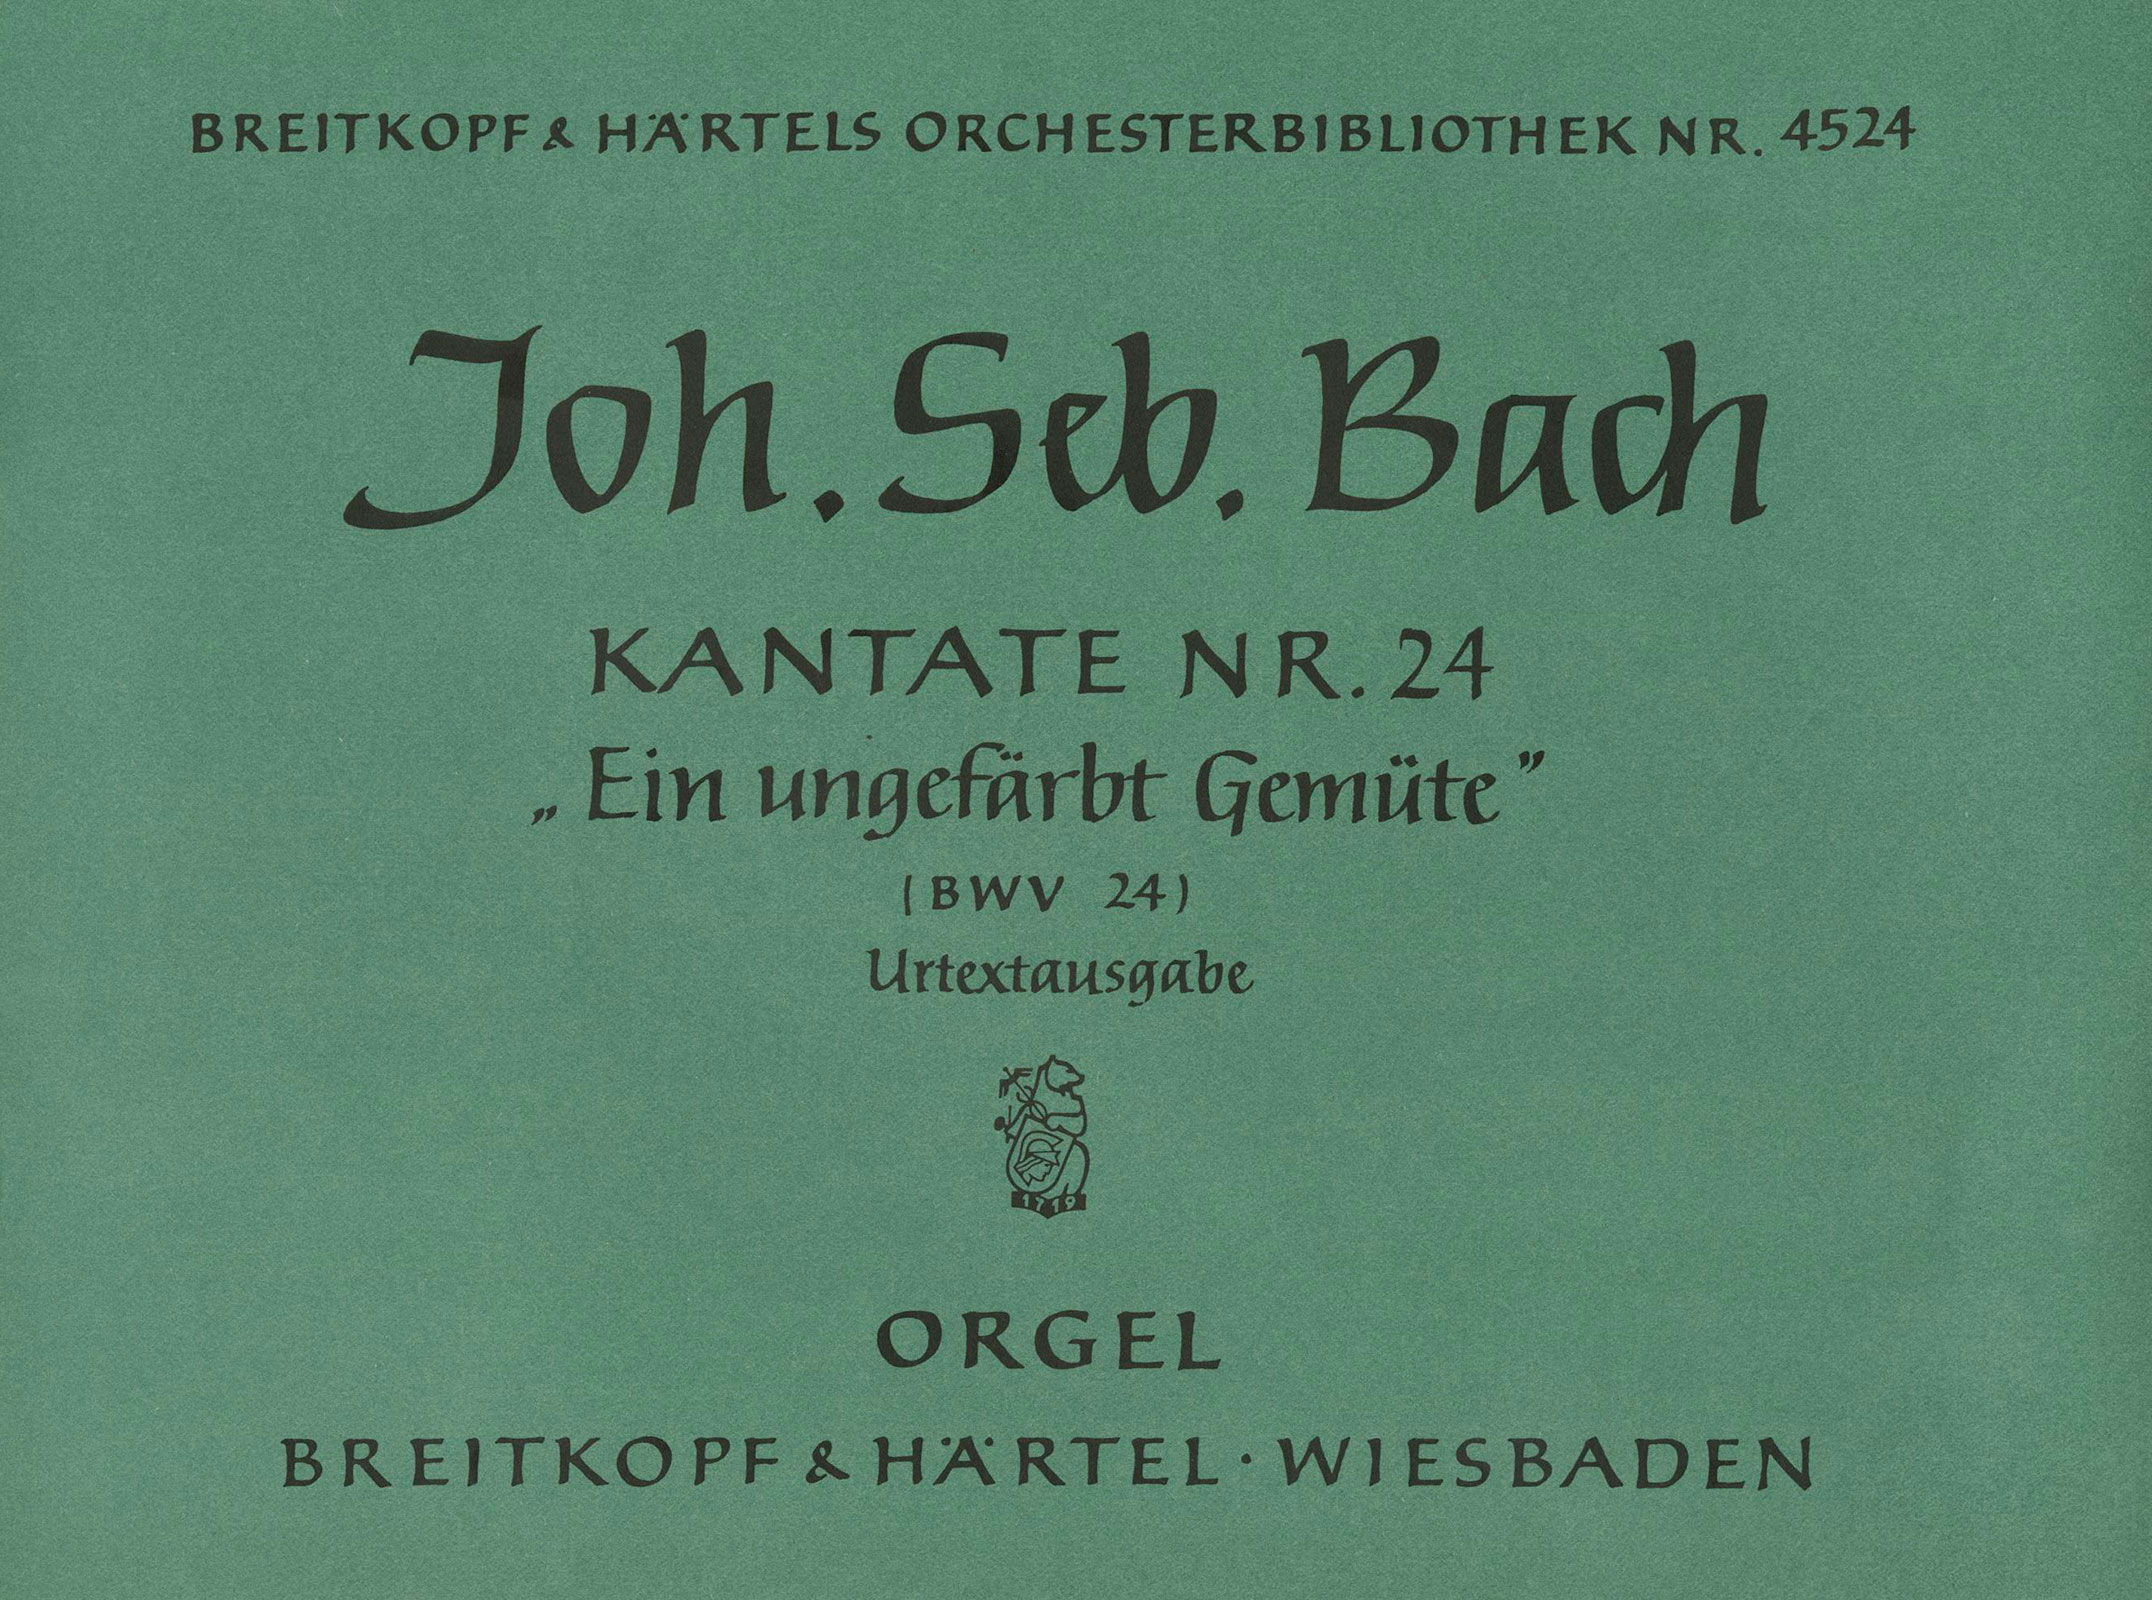 BREITKOPF & HÄRTELS ORCHESTERBIBLIOTHEK NR. 4524
Joh. Seb. Bach
KANTATE NR. 24
„Ein ungefärbt Gemüte”
(BWV 24)
Urtextausgabe
1719
ORGEL
BREITKOPF & HÄRTEL · WIESBADEN